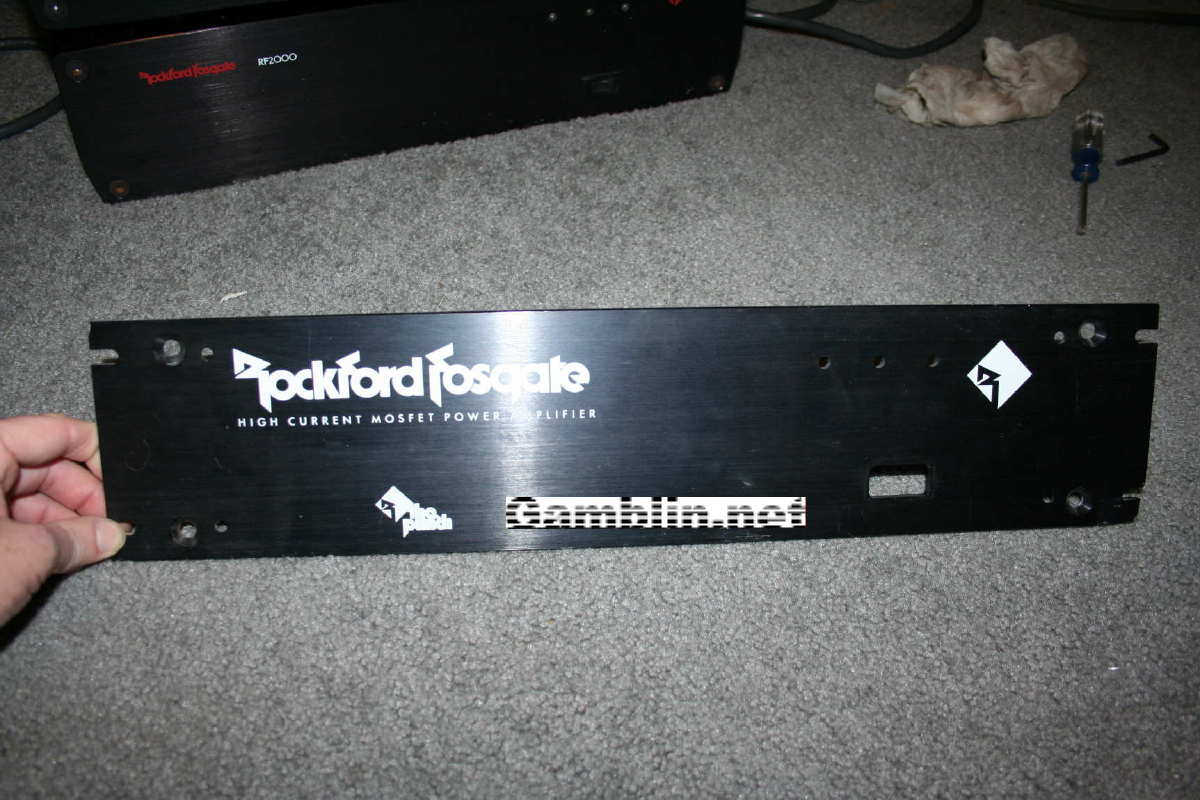 Rockford Fosgate
RF2000
Rockford Fosgate
HIGH CURRENT MOSFET POWER AMPLIFIER
the
punch
Gamblin.net